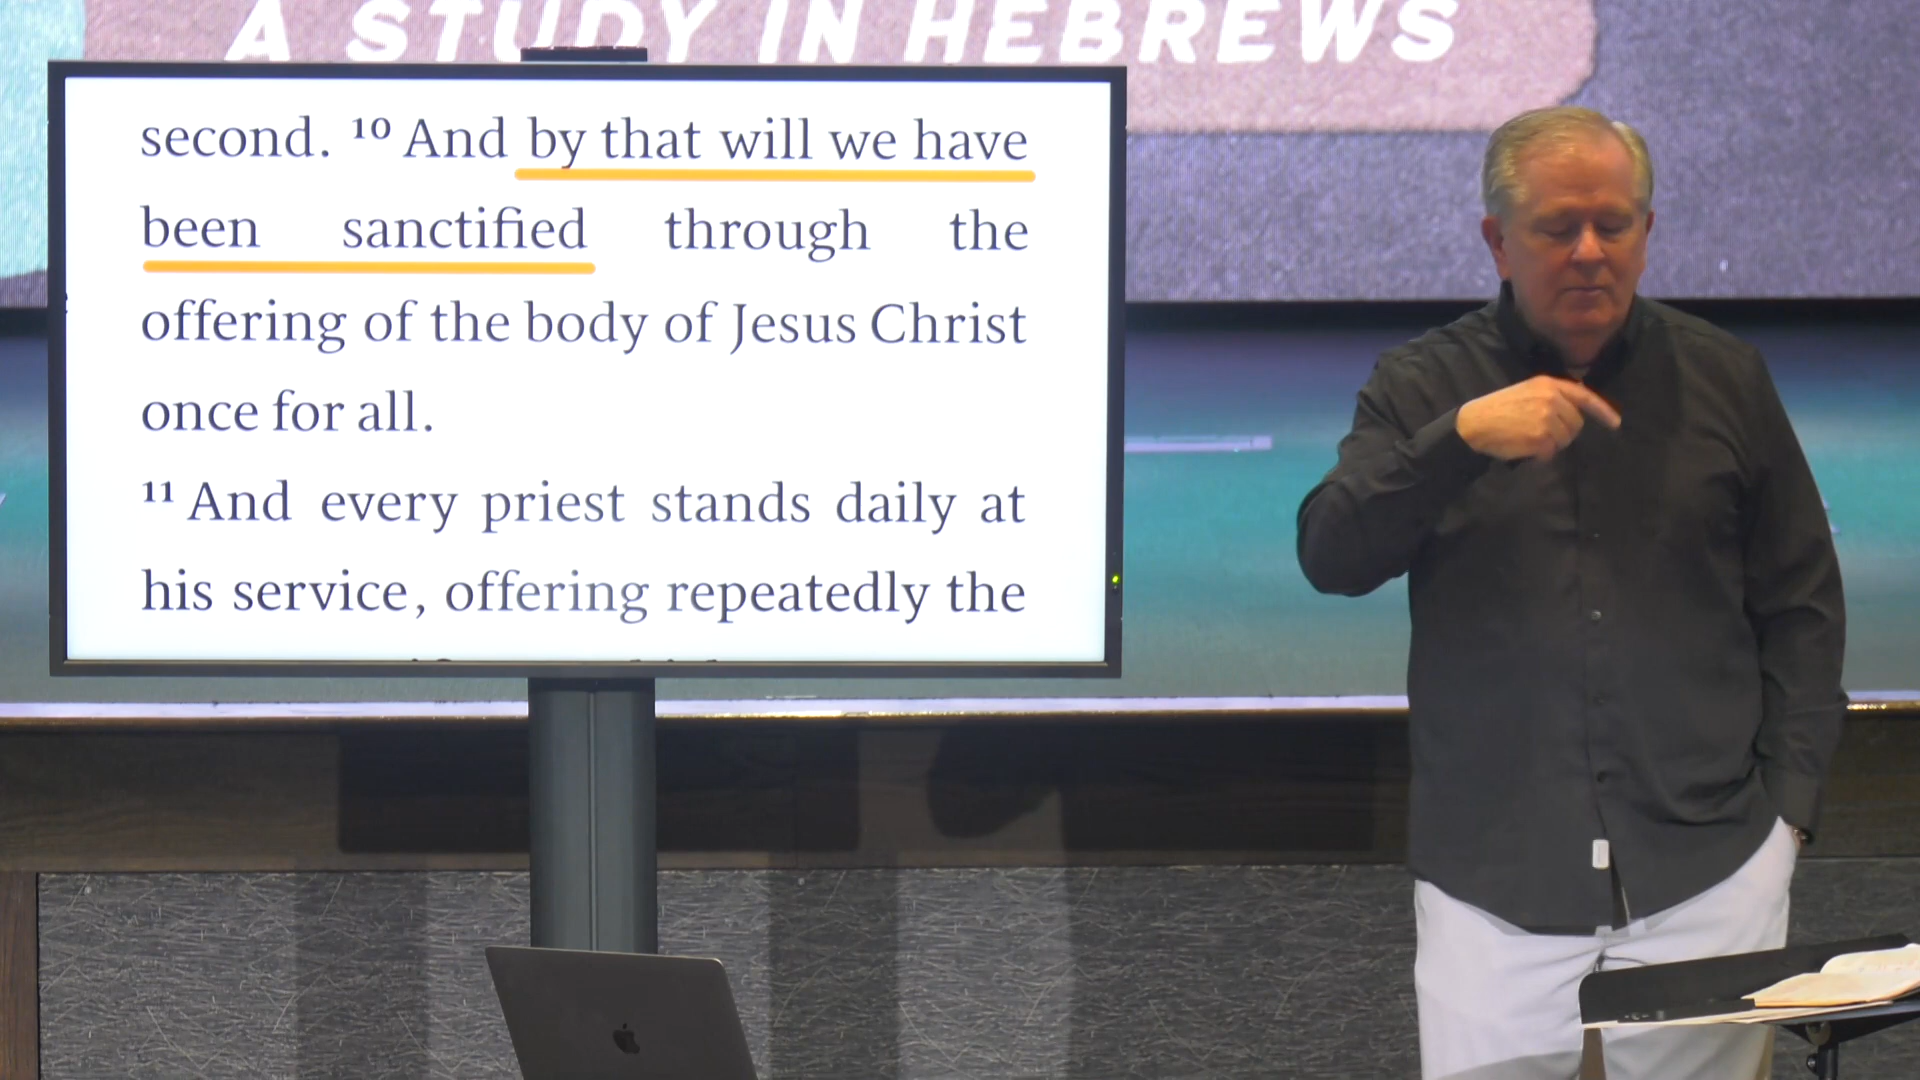 A STUDY IN HEBREWS
second. ¹⁰ And by that will we have
been sanctified through the
offering of the body of Jesus Christ
once for all.
¹¹ And every priest stands daily at
his service, offering repeatedly the